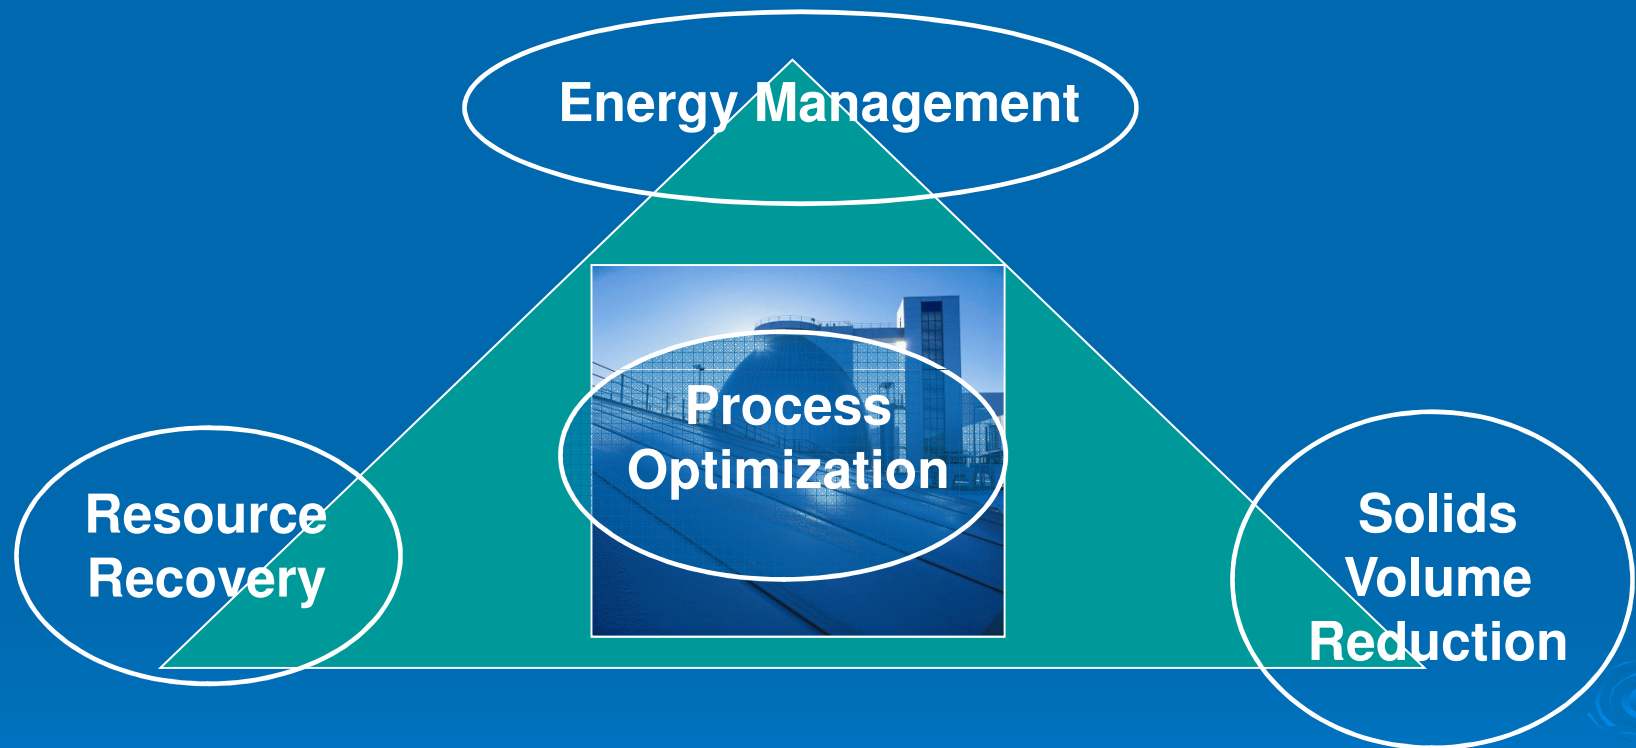 Energy Management
Process
Optimization
Resource
Recovery
Solids
Volume
Reduction